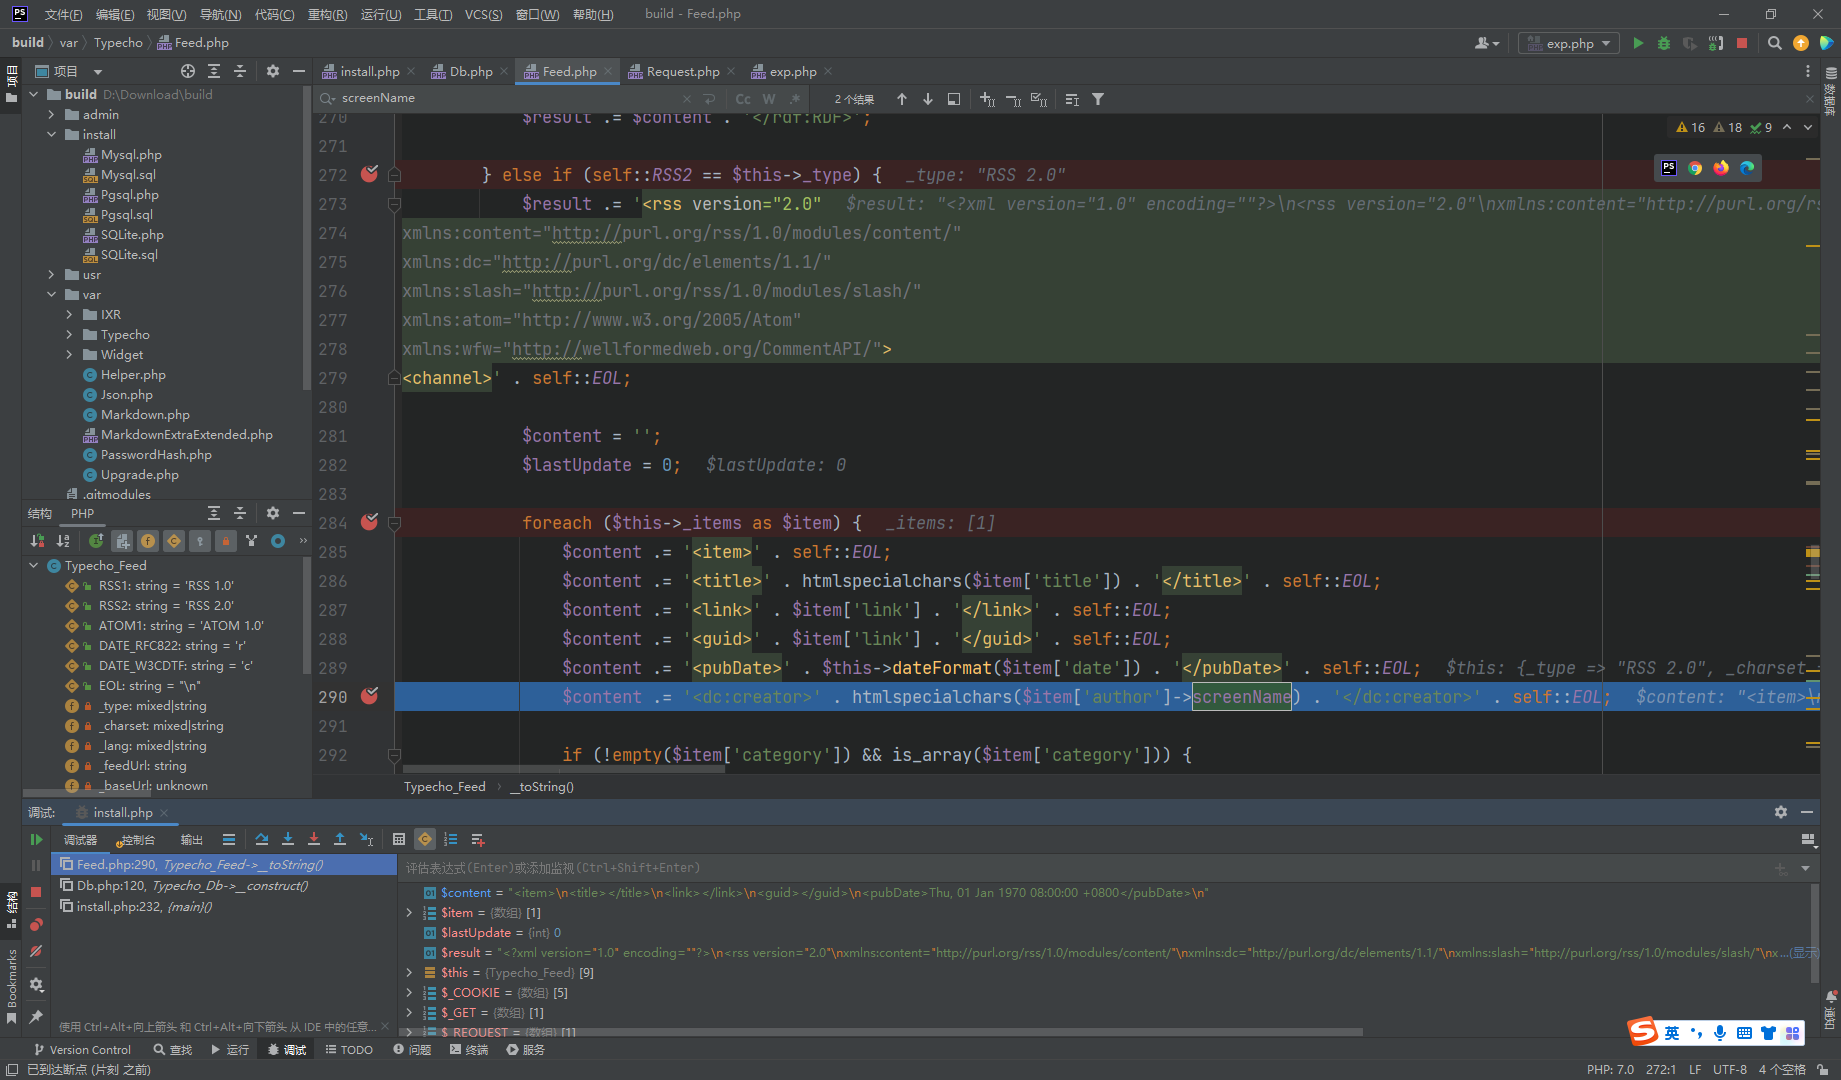 PS 文件(F) 编辑(E) 视图(V) 导航(N) 代码(C) 重构(R) 运行(U) 工具(T) VCS(S) 窗口(W) 帮助(H) build - Feed.php
build var Typecho Feed.php
exp.php
项目
install.php Db.php Feed.php Request.php exp.php
screenName Cc W .* 2 个结果
build D:\Download\build
admin
install
Mysql.php
Mysql.sql
Pgsql.php
Pgsql.sql
SQLite.php
SQLite.sql
usr
var
IXR
Typecho
Widget
Helper.php
Json.php
Markdown.php
MarkdownExtraExtended.php
PasswordHash.php
Upgrade.php
.gitmodules
16 18 9
270 $result .= $content . '</rdf:RDF>';
271
272 } else if (self::RSS2 == $this->_type) { _type: "RSS 2.0"
273 $result .= '<rss version="2.0" $result: "<?xml version="1.0" encoding=""?>\n<rss version="2.0"\nxmlns:content="http://purl.org/rs
274 xmlns:content="http://purl.org/rss/1.0/modules/content/"
275 xmlns:dc="http://purl.org/dc/elements/1.1/"
276 xmlns:slash="http://purl.org/rss/1.0/modules/slash/"
277 xmlns:atom="http://www.w3.org/2005/Atom"
278 xmlns:wfw="http://wellformedweb.org/CommentAPI/">
279 <channel>' . self::EOL;
280
281 $content = '';
282 $lastUpdate = 0; $lastUpdate: 0
283
284 foreach ($this->_items as $item) { _items: [1]
285 $content .= '<item>' . self::EOL;
286 $content .= '<title>' . htmlspecialchars($item['title']) . '</title>' . self::EOL;
287 $content .= '<link>' . $item['link'] . '</link>' . self::EOL;
288 $content .= '<guid>' . $item['link'] . '</guid>' . self::EOL;
289 $content .= '<pubDate>' . $this->dateFormat($item['date']) . '</pubDate>' . self::EOL; $this: {_type => "RSS 2.0", _charset
290 $content .= '<dc:creator>' . htmlspecialchars($item['author']->screenName) . '</dc:creator>' . self::EOL; $content: "<item>\
291
292 if (!empty($item['category']) && is_array($item['category'])) {
Typecho_Feed __toString()
结构 PHP
Typecho_Feed
RSS1: string = 'RSS 1.0'
RSS2: string = 'RSS 2.0'
ATOM1: string = 'ATOM 1.0'
DATE_RFC822: string = 'r'
DATE_W3CDTF: string = 'c'
EOL: string = "\n"
_type: mixed|string
_charset: mixed|string
_lang: mixed|string
_feedUrl: string
_baseUrl: unknown
调试: install.php
调试器 控制台 输出
Feed.php:290, Typecho_Feed->__toString()
Db.php:120, Typecho_Db->__construct()
install.php:232, {main}()
使用 Ctrl+Alt+向上箭头 和 Ctrl+Alt+向下箭头 从 IDE 中的任意...
评估表达式(Enter)或添加监视(Ctrl+Shift+Enter)
$content = "<item>\n<title></title>\n<link></link>\n<guid></guid>\n<pubDate>Thu, 01 Jan 1970 08:00:00 +0800</pubDate>\n"
$item = {数组} [1]
$lastUpdate = {int} 0
$result = "<?xml version="1.0" encoding=""?>\n<rss version="2.0"\nxmlns:content="http://purl.org/rss/1.0/modules/content/"\nxmlns:dc="http://purl.org/dc/elements/1.1/"\nxmlns:slash="http://purl.org/rss/1.0/modules/slash/"\nx ...(显示)
$this = {Typecho_Feed} [9]
$_COOKIE = {数组} [5]
$_GET = {数组} [1]
$_REQUEST = {数组} [1]
项目
结构
Bookmarks
数据库
通知
英
Version Control 查找 运行 调试 TODO 问题 终端 服务
已到达断点 (片刻 之前) PHP: 7.0 272:1 LF UTF-8 4 个空格